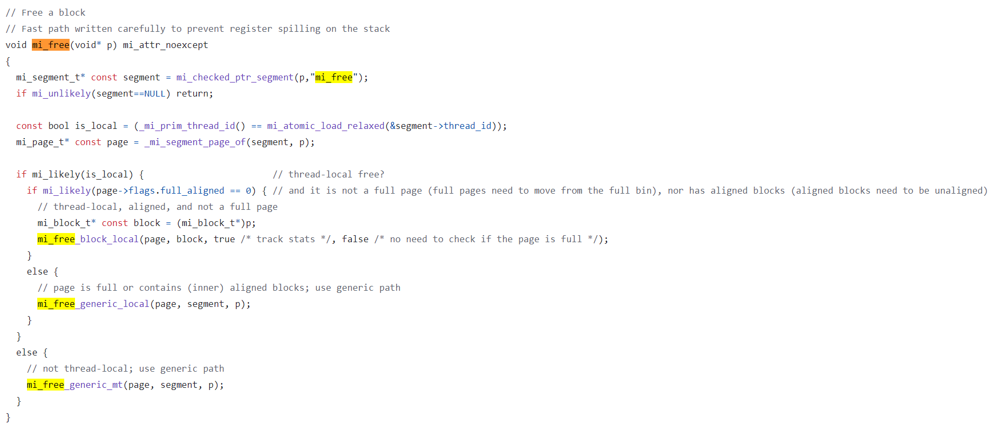 // Free a block
// Fast path written carefully to prevent register spilling on the stack
void mi_free(void* p) mi_attr_noexcept
{
  mi_segment_t* const segment = mi_checked_ptr_segment(p,"mi_free");
  if mi_unlikely(segment==NULL) return;

  const bool is_local = (_mi_prim_thread_id() == mi_atomic_load_relaxed(&segment->thread_id));
  mi_page_t* const page = _mi_segment_page_of(segment, p);

  if mi_likely(is_local) {                        // thread-local free?
    if mi_likely(page->flags.full_aligned == 0) { // and it is not a full page (full pages need to move from the full bin), nor has aligned blocks (aligned blocks need to be unaligned)
      // thread-local, aligned, and not a full page
      mi_block_t* const block = (mi_block_t*)p;
      mi_free_block_local(page, block, true /* track stats */, false /* no need to check if the page is full */);
    }
    else {
      // page is full or contains (inner) aligned blocks; use generic path
      mi_free_generic_local(page, segment, p);
    }
  }
  else {
    // not thread-local; use generic path
    mi_free_generic_mt(page, segment, p);
  }
}